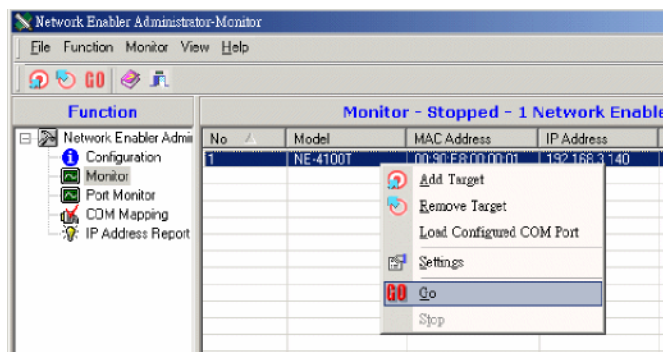 Network Enabler Administrator-Monitor
File Function Monitor View Help
GO
Function
Monitor - Stopped - 1 Network Enable
Network Enabler Admi
No Model MAC Address IP Address
Configuration
1 NE-4100T 00:90:E8:00:00:01 192.168.3.140
Monitor
Add Target
Port Monitor
Remove Target
COM Mapping
Load Configured COM Port
IP Address Report
Settings
GO Go
Stop